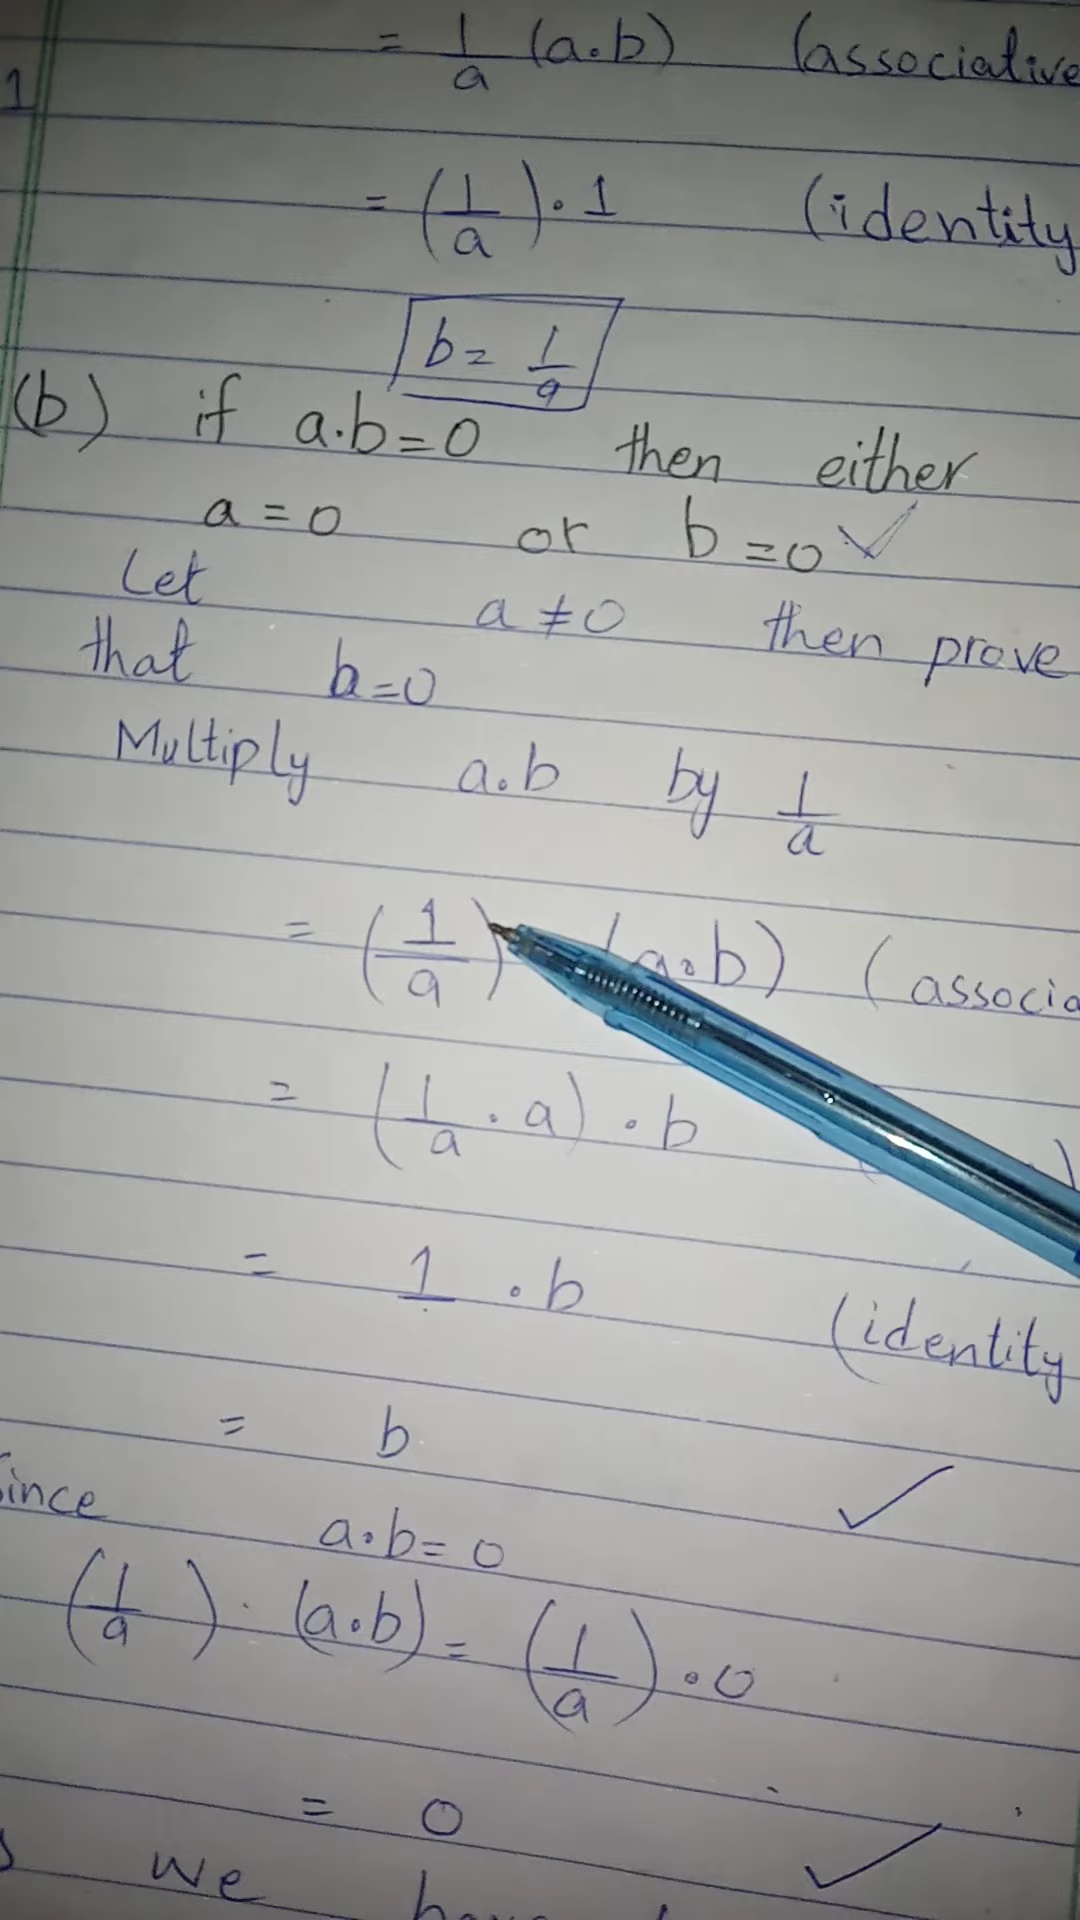 = 1/a (a.b) (associative
1
= (1/a).1 (identity
b= 1/a
(b) if a.b=0 then either
a=0 or b=0 ✓
Let a≠0 then prove
that b=0
Multiply a.b by 1/a
= (1/a) (a.b) (associa
= (1/a . a) . b
= 1 . b (identity
= b ✓
Since a.b=0
(1/a) . (a.b) = (1/a) . 0
= 0 ✓
we